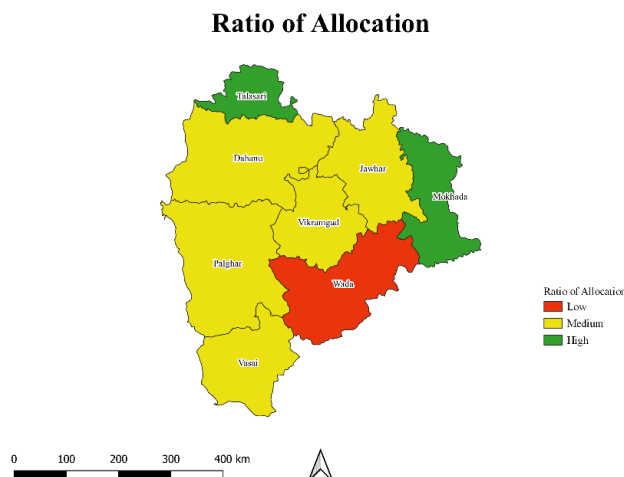 Ratio of Allocation
Talasari
Dahanu
Jawhar
Mokhada
Vikramgad
Palghar
Wada
Vasai
Ratio of Allocation
Low
Medium
High
0 100 200 300 400 km